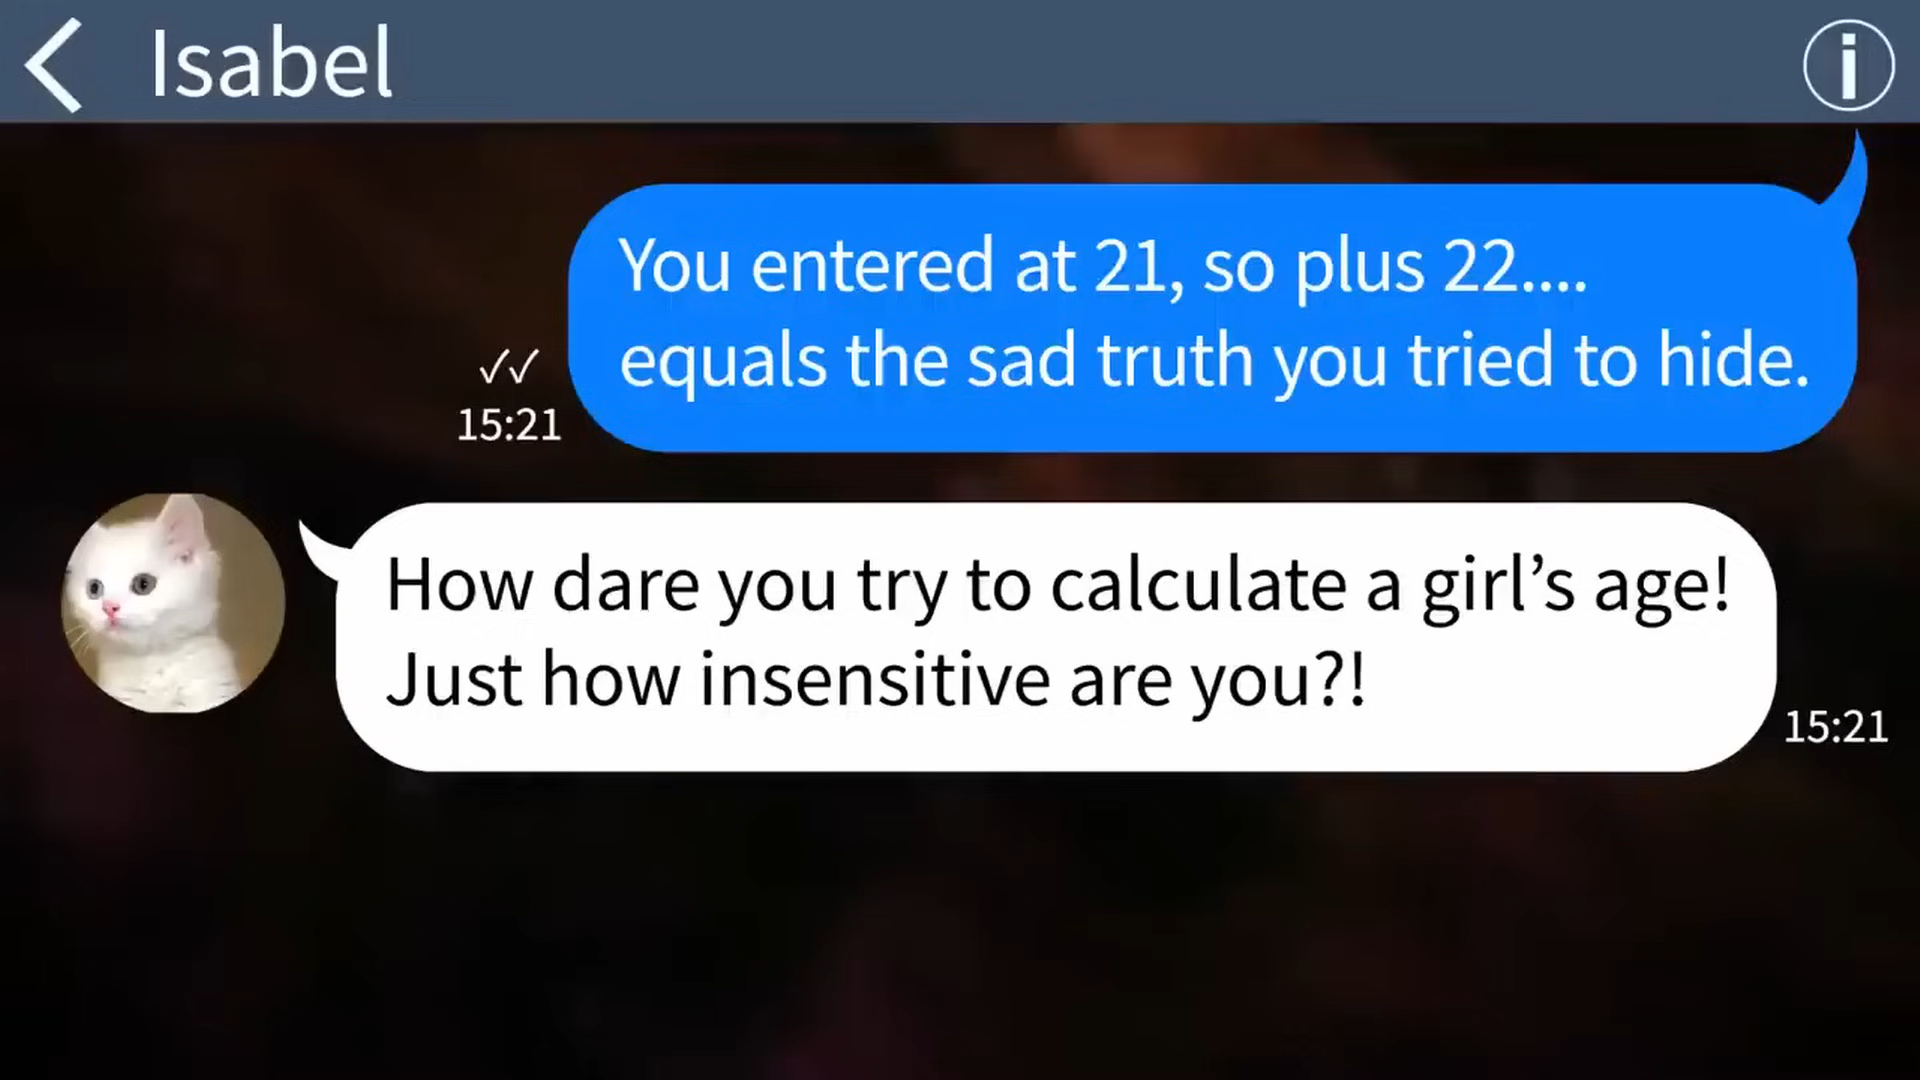 Isabel
You entered at 21, so plus 22....
equals the sad truth you tried to hide.
15:21
How dare you try to calculate a girl’s age!
Just how insensitive are you?!
15:21